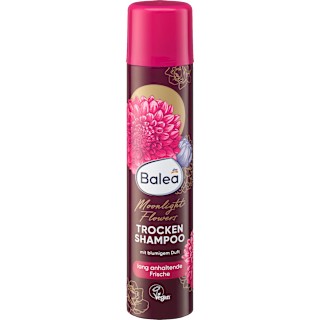 Balea
Moonlight
Flowers
TROCKEN
SHAMPOO
mit blumigem Duft
lang anhaltende
Frische
Vegan